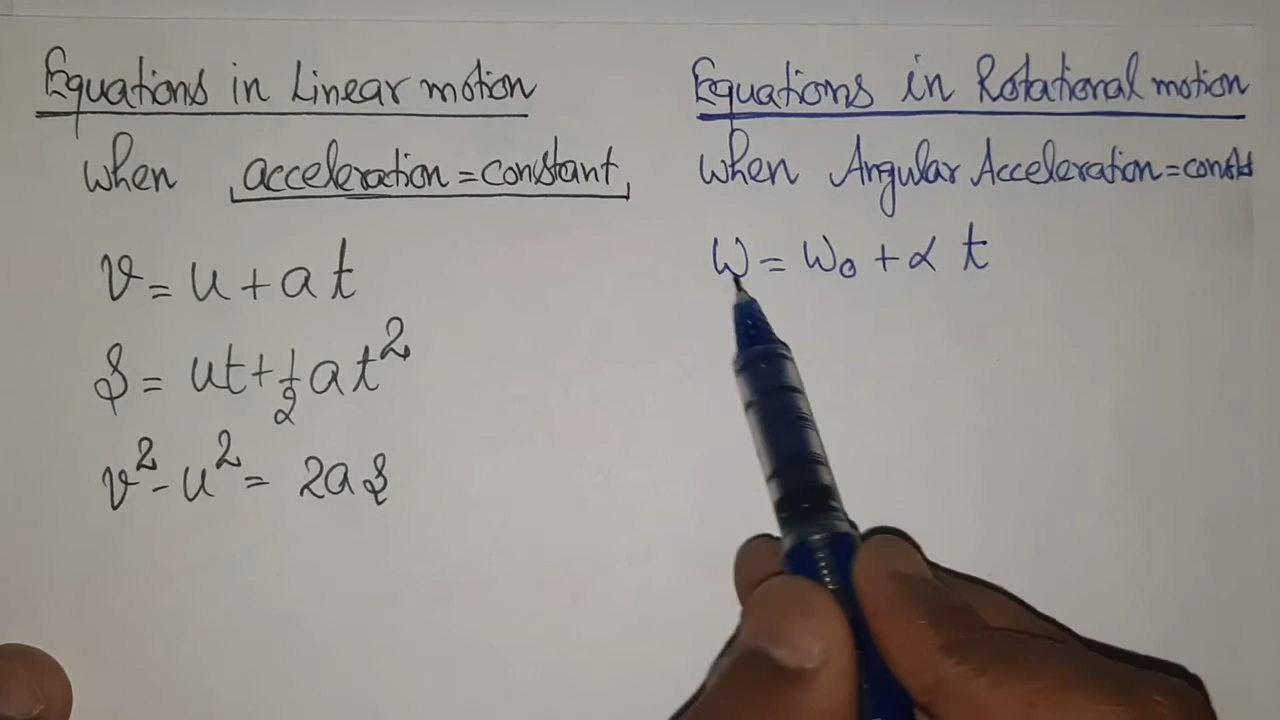 Equations in Linear motion
when acceleration = constant
v = u + at
S = ut + 1/2 at²
v² - u² = 2as
Equations in Rotational motion
when Angular Acceleration = const
ω = ω₀ + α t